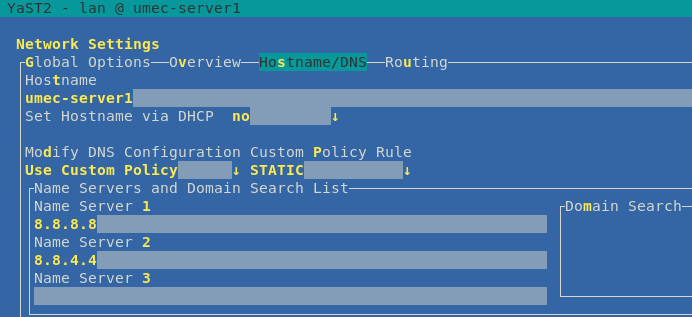 YaST2 - lan @ umec-server1
Network Settings
Global Options Overview Hostname/DNS Routing
Hostname
umec-server1
Set Hostname via DHCP no ↓
Modify DNS Configuration Custom Policy Rule
Use Custom Policy ↓ STATIC ↓
Name Servers and Domain Search List
Name Server 1 Domain Search
8.8.8.8
Name Server 2
8.8.4.4
Name Server 3